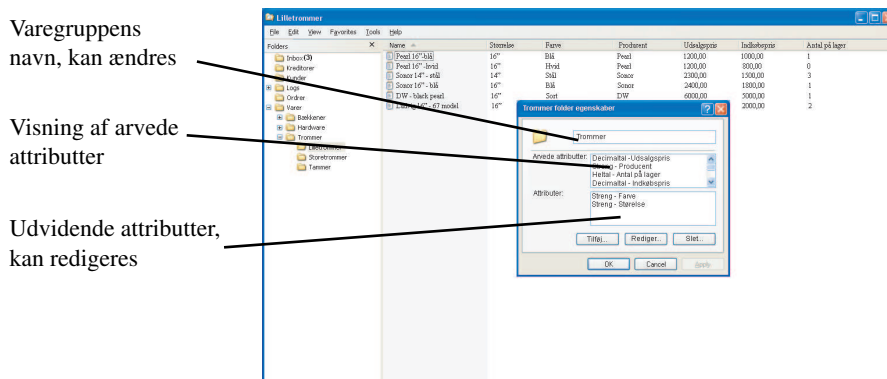 Varegruppens
navn, kan ændres
Visning af arvede
attributter
Udvidende attributter,
kan redigeres
Lilletrommer
File Edit View Favorites Tools Help
Folders × Name Størrelse Farve Producent Udsalgspris Indkøbspris Antal på lager
Inbox (3)
Kreditorer
Kunder
Logs
Ordrer
Varer
Bækkener
Hardware
Trommer
Lilletrommer
Storetrommer
Tammer
Pearl 16"-blå 16" Blå Pearl 1200,00 1000,00 1
Pearl 16" -hvid 16" Hvid Pearl 1200,00 800,00 0
Sonor 14" - stål 14" Stål Sonor 2300,00 1500,00 3
Sonor 16" - blå 16" Blå Sonor 2400,00 1800,00 1
DW - black pearl 16" Sort DW 6000,00 5000,00 1
16" - 67 model 16" 2000,00 2
Trommer folder egenskaber
Trommer
Arvede attributter:
Decimaltal -Udsalgspris
Streng - Producent
Heltal - Antal på lager
Decimaltal - Indkøbspris
Attributer:
Streng - Farve
Streng - Størelse
Tilføj... Rediger.. Slet..
OK Cancel Apply